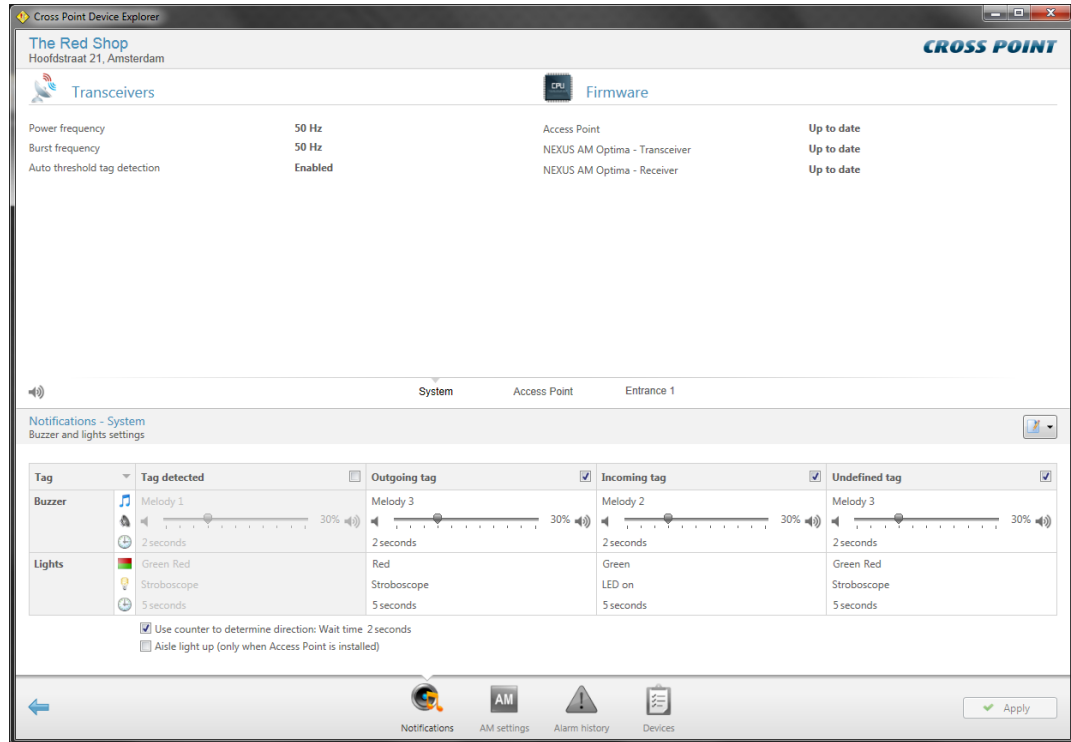 Cross Point Device Explorer
The Red Shop
Hoofdstraat 21, Amsterdam
CROSS POINT
Transceivers
CPU
Firmware
Power frequency 50 Hz
Access Point Up to date
Burst frequency 50 Hz
NEXUS AM Optima - Transceiver Up to date
Auto threshold tag detection Enabled
NEXUS AM Optima - Receiver Up to date
System Access Point Entrance 1
Notifications - System
Buzzer and lights settings
Tag Tag detected Outgoing tag Incoming tag Undefined tag
Buzzer Melody 1 Melody 3 Melody 2 Melody 3
30% 30% 30% 30%
2 seconds 2 seconds 2 seconds 2 seconds
Lights Green Red Red Green Green Red
Stroboscope Stroboscope LED on Stroboscope
5 seconds 5 seconds 5 seconds 5 seconds
Use counter to determine direction: Wait time 2 seconds
Aisle light up (only when Access Point is installed)
AM
Notifications AM settings Alarm history Devices
Apply